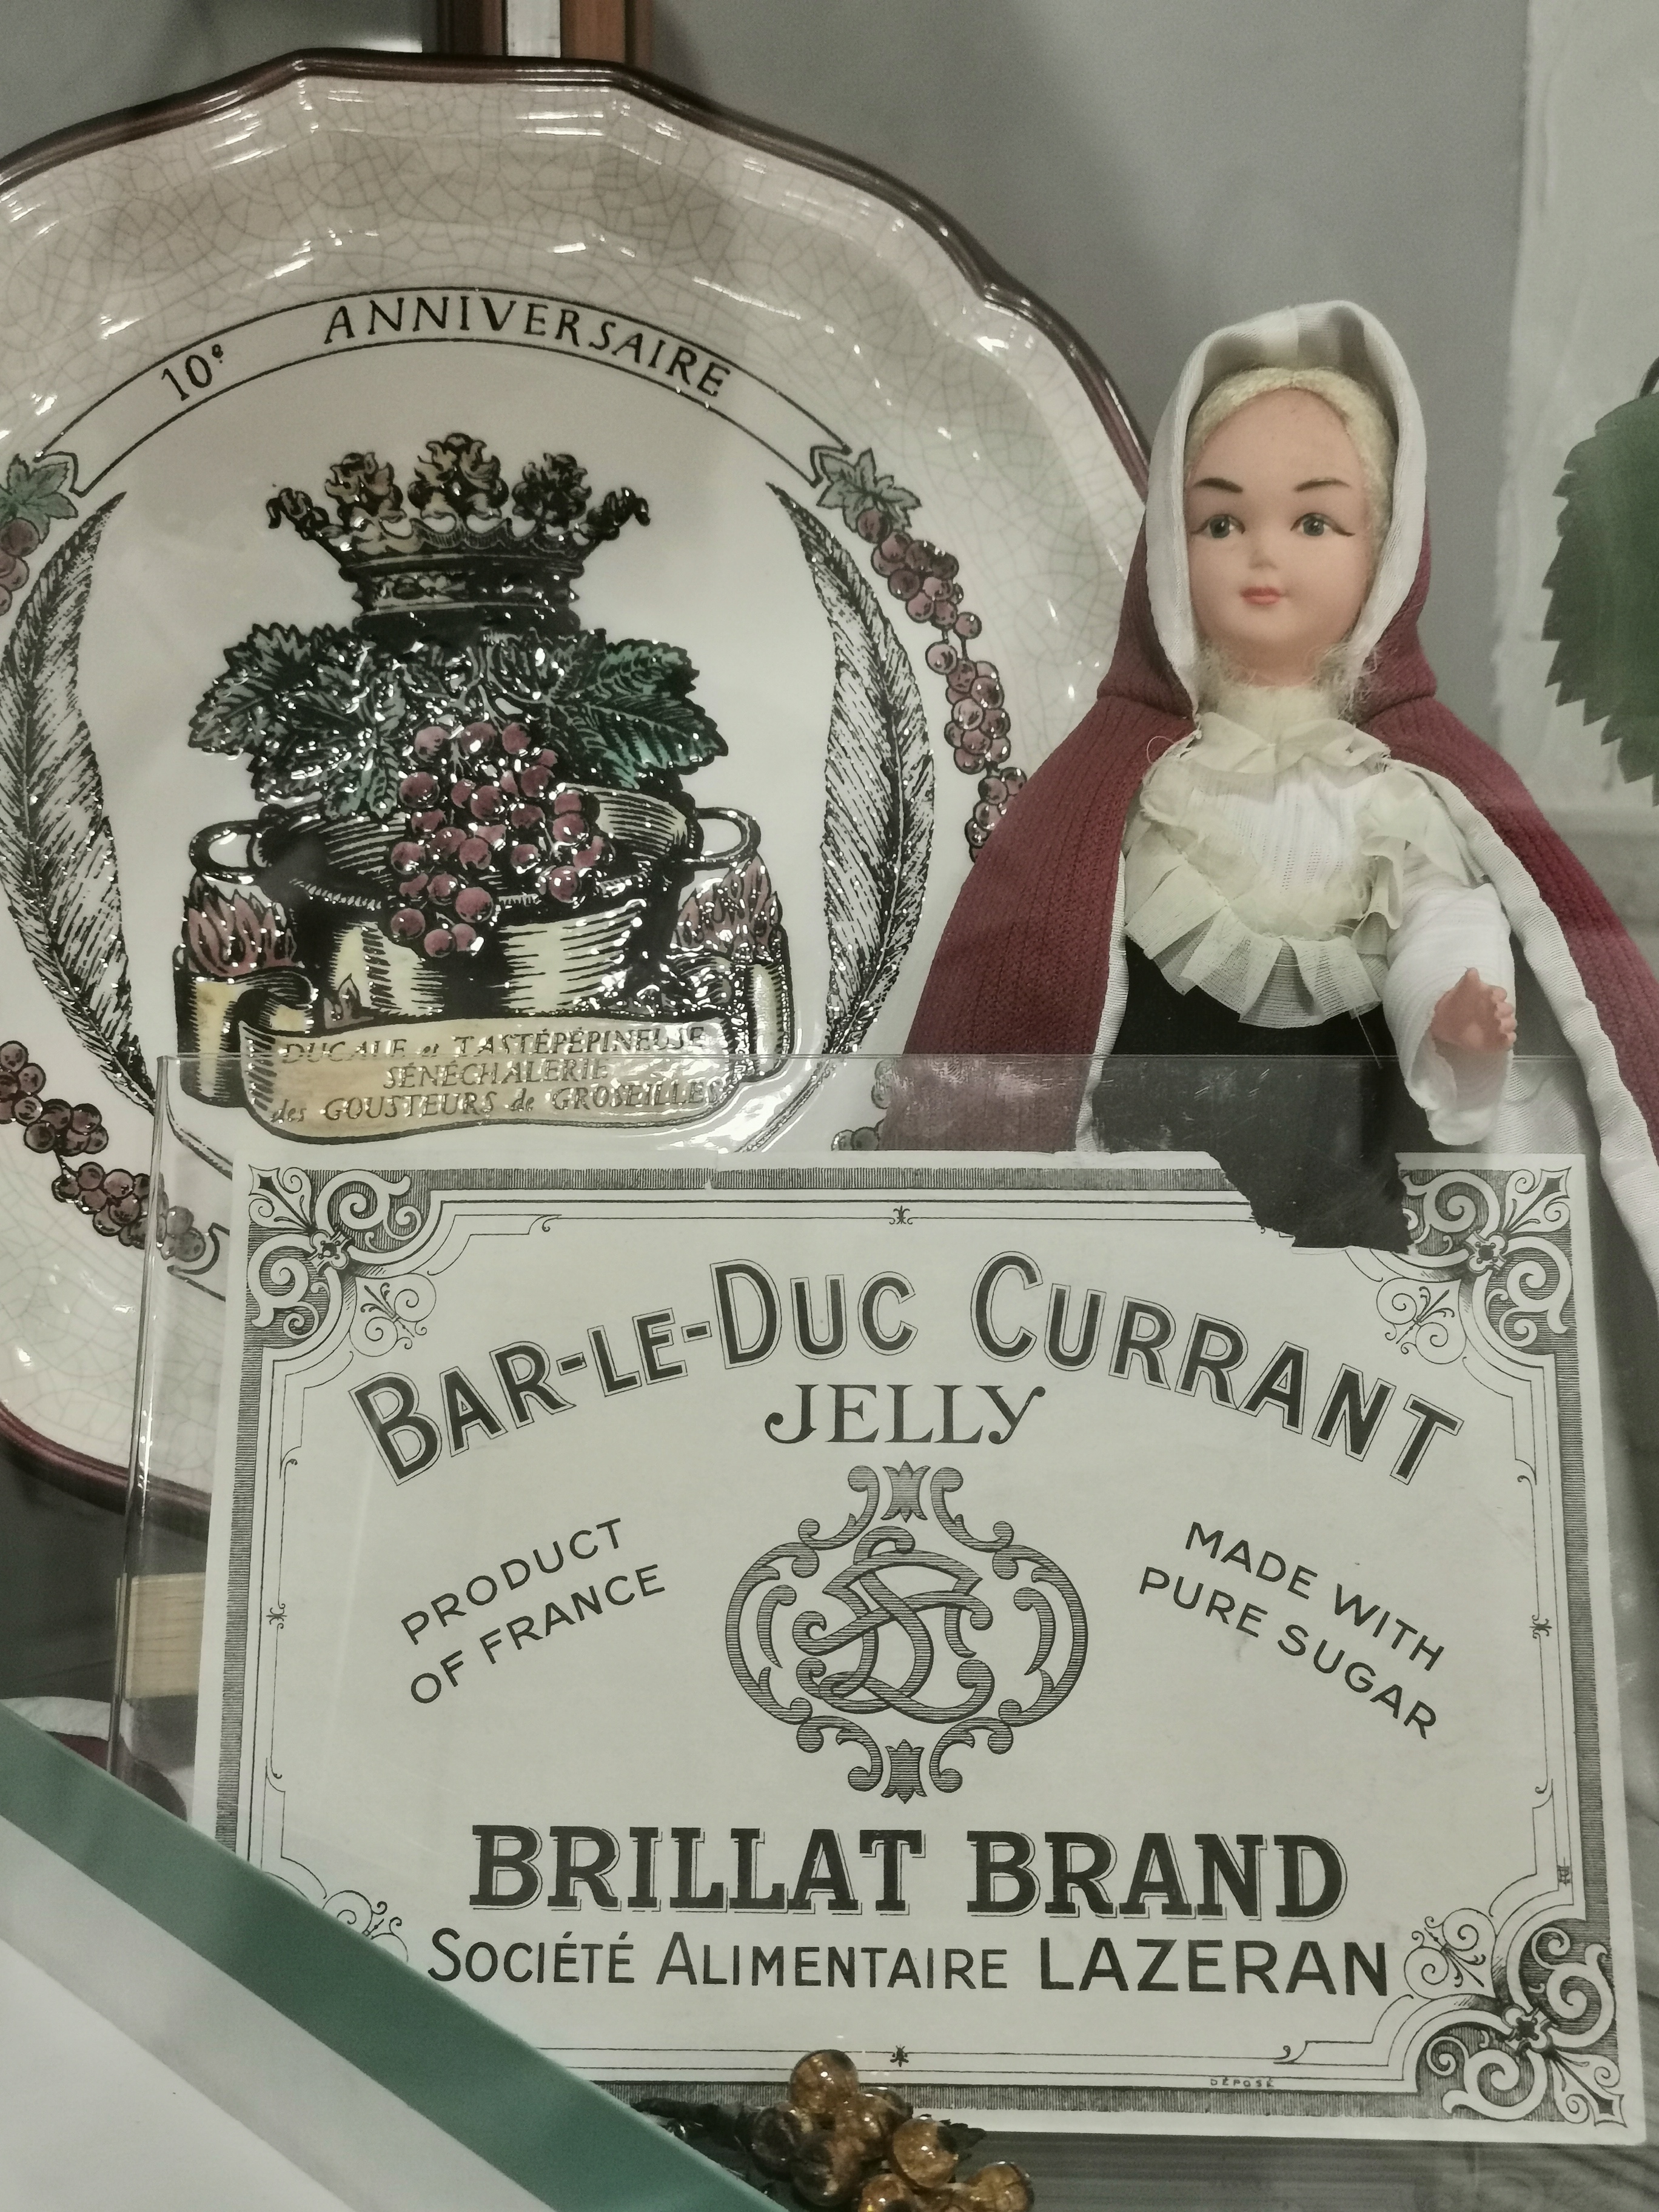 10e ANNIVERSAIRE
DUCALE et TASTÉPÉPINEUSE
SÉNÉCHALERIE
des GOUSTEURS de GROSEILLES
BAR-LE-DUC CURRANT
JELLY
PRODUCT
OF FRANCE
MADE WITH
PURE SUGAR
BRILLAT BRAND
SOCIÉTÉ ALIMENTAIRE LAZERAN
DÉPOSÉ